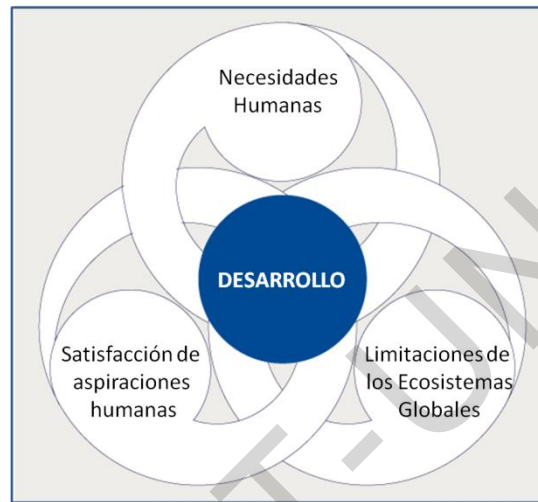 Necesidades
Humanas
DESARROLLO
Satisfacción de
aspiraciones
humanas
Limitaciones de
los Ecosistemas
Globales